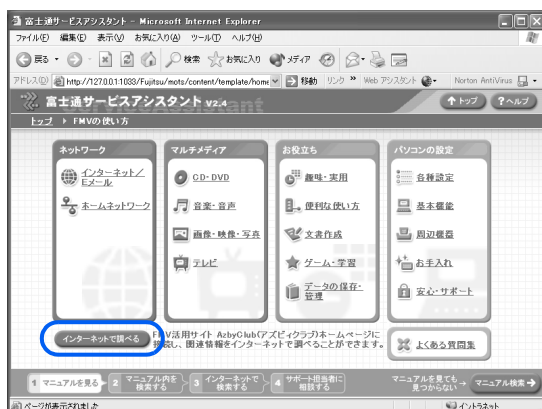 富士通サービスアシスタント - Microsoft Internet Explorer
ファイル(F) 編集(E) 表示(V) お気に入り(A) ツール(T) ヘルプ(H)
戻る 検索 お気に入り メディア
アドレス(D) http://127.0.0.1:1033/Fujitsu/mots/content/template/home 移動 リンク » Web アシスタント Norton AntiVirus
富士通サービスアシスタント V2.4 ↑トップ ?ヘルプ
トップ ▶ FMVの使い方
ネットワーク マルチメディア お役立ち パソコンの設定
インターネット/Eメール CD・DVD 趣味・実用 各種設定
ホームネットワーク 音楽・音声 便利な使い方 基本機能
画像・映像・写真 文書作成 周辺機器
テレビ ゲーム・学習 お手入れ
データの保存・管理 安心・サポート
インターネットで調べる FMV活用サイト AzbyClub(アズビィクラブ)ホームページに
接続し、関連情報をインターネットで調べることができます。 よくある質問集
1 マニュアルを見る 2 マニュアル内を検索する 3 インターネットで検索する 4 サポート担当者に相談する マニュアルを見ても見つからない→ マニュアル検索→
ページが表示されました イントラネット